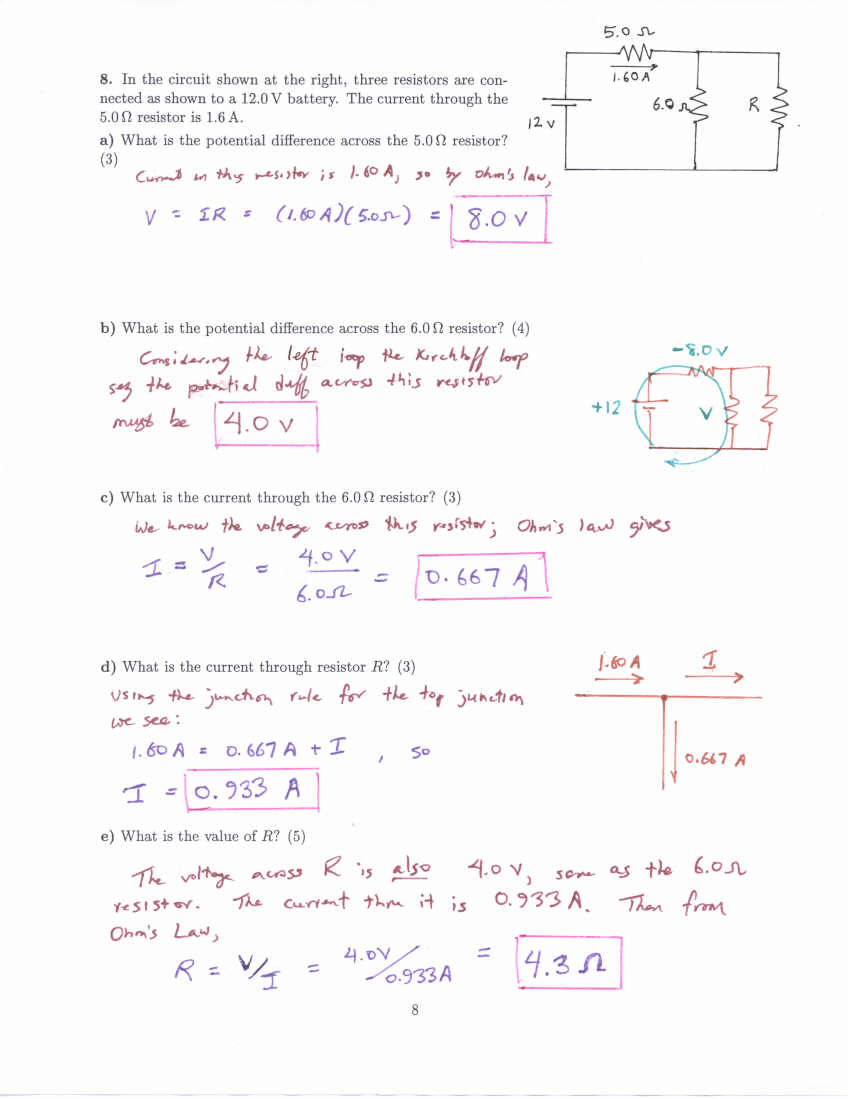 5.0 Ω
1.60 A
12 V
6.0 Ω
R
8. In the circuit shown at the right, three resistors are con-
nected as shown to a 12.0 V battery. The current through the
5.0 Ω resistor is 1.6 A.
a) What is the potential difference across the 5.0 Ω resistor?
(3)
Current in this resistor is 1.60 A, so by Ohm's law,
V = IR = (1.60 A)(5.0Ω) = 8.0 V
b) What is the potential difference across the 6.0 Ω resistor? (4)
Considering the left loop the Kirchhoff loop
say the potential diff across this resistor
must be 4.0 V
-8.0 V
+12
V
c) What is the current through the 6.0 Ω resistor? (3)
We know the voltage across this resistor; Ohm's law gives
I = V/R = 4.0 V / 6.0Ω = 0.667 A
d) What is the current through resistor R? (3)
Using the junction rule for the top junction
we see:
1.60 A = 0.667 A + I , so
I = 0.933 A
1.60 A
I
0.667 A
e) What is the value of R? (5)
The voltage across R is also 4.0 V, same as the 6.0Ω
resistor. The current thru it is 0.933 A. Then from
Ohm's Law,
R = V/I = 4.0V/0.933A = 4.3 Ω
8